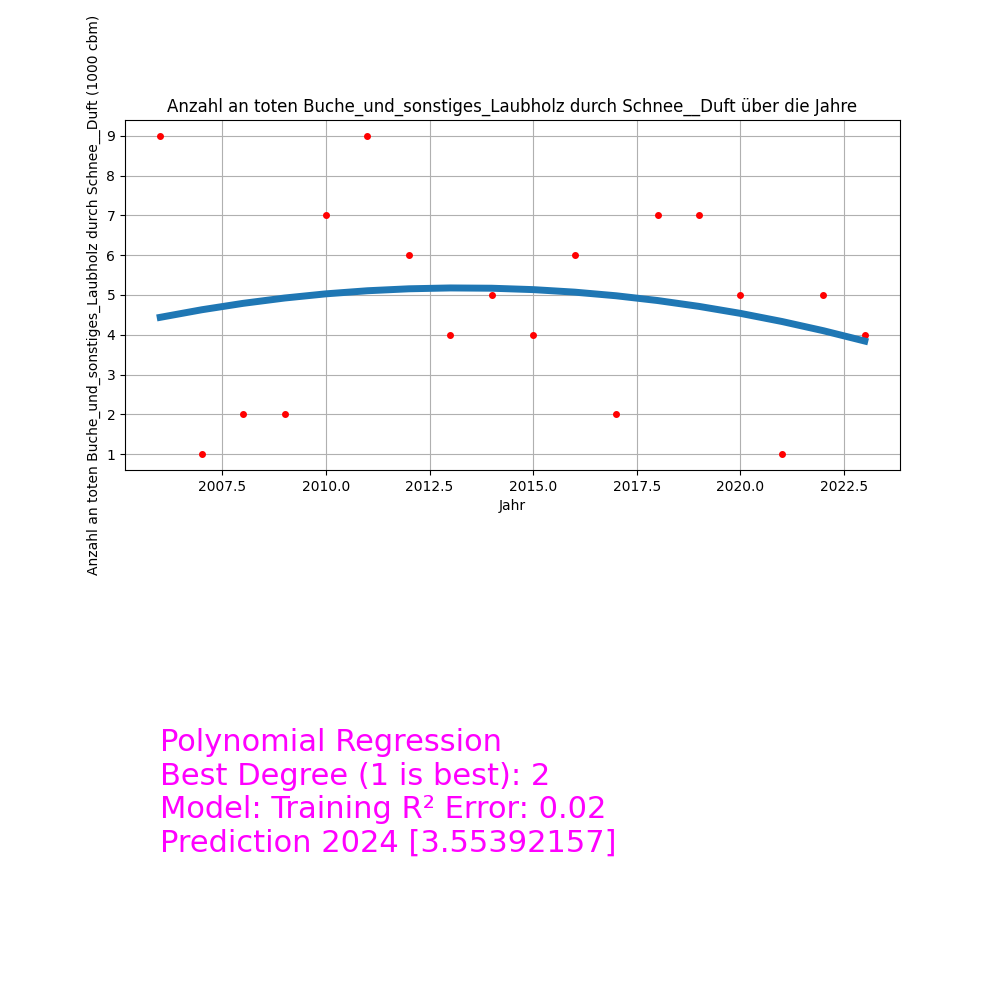 Anzahl an toten Buche_und_sonstiges_Laubholz durch Schnee__Duft über die Jahre
Anzahl an toten Buche_und_sonstiges_Laubholz durch Schnee__Duft (1000 cbm)
9
8
7
6
5
4
3
2
1
2007.5 2010.0 2012.5 2015.0 2017.5 2020.0 2022.5
Jahr
Polynomial Regression
Best Degree (1 is best): 2
Model: Training R² Error: 0.02
Prediction 2024 [3.55392157]